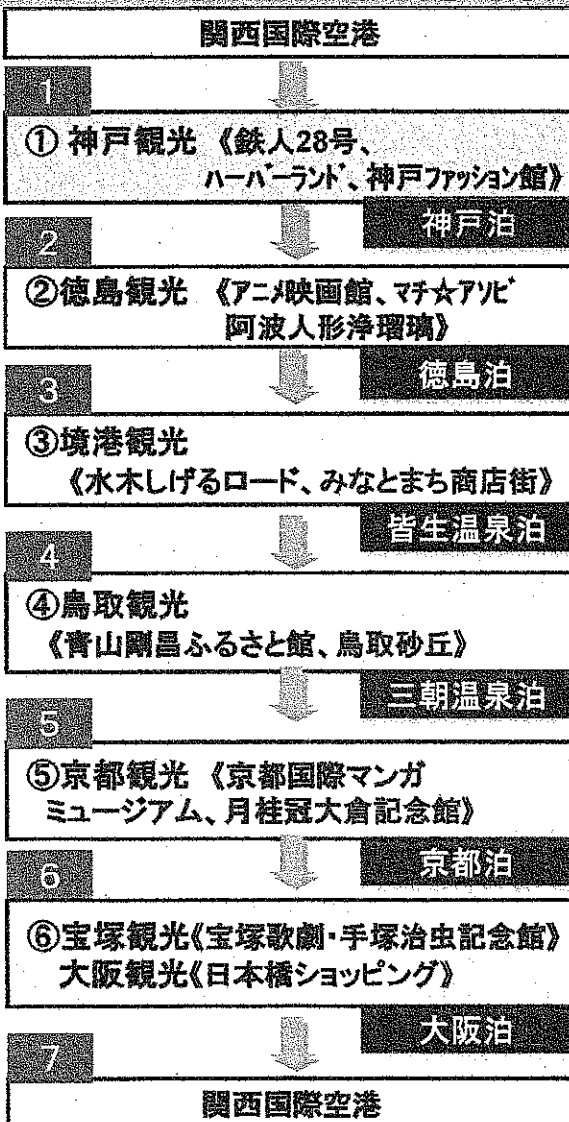 関西国際空港
1
① 神戸観光 《鉄人28号、
ハーバーランド、神戸ファッション館》
神戸泊
2
②徳島観光 《アニメ映画館、マチ☆アソビ
阿波人形浄瑠璃》
徳島泊
3
③境港観光
《水木しげるロード、みなとまち商店街》
皆生温泉泊
4
④鳥取観光
《青山剛昌ふるさと館、鳥取砂丘》
三朝温泉泊
5
⑤京都観光 《京都国際マンガ
ミュージアム、月桂冠大倉記念館》
京都泊
6
⑥宝塚観光《宝塚歌劇・手塚治虫記念館》
大阪観光《日本橋ショッピング》
大阪泊
7
関西国際空港